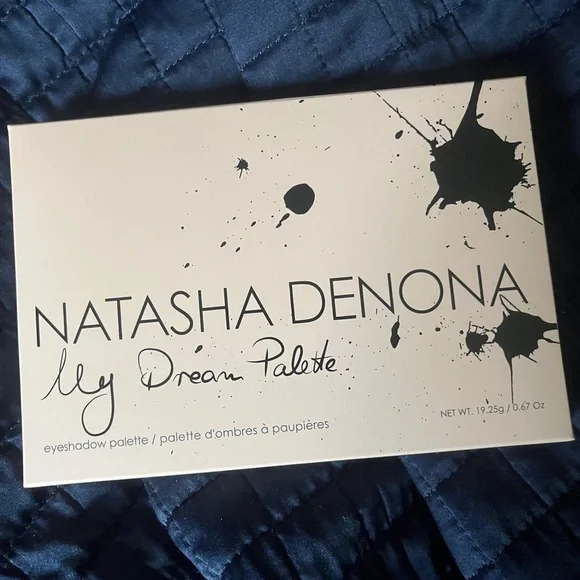 NATASHA DENONA
My Dream Palette
eyeshadow palette / palette d'ombres à paupières
NET WT. 19.25g / 0.67 Oz